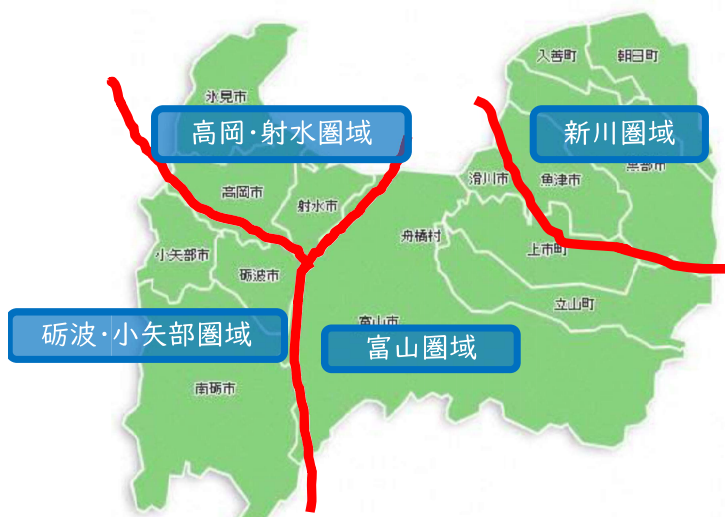 入善町
朝日町
氷見市
高岡・射水圏域
新川圏域
黒部市
滑川市
魚津市
高岡市
射水市
舟橋村
上市町
小矢部市
砺波市
立山町
富山市
砺波・小矢部圏域
富山圏域
南砺市